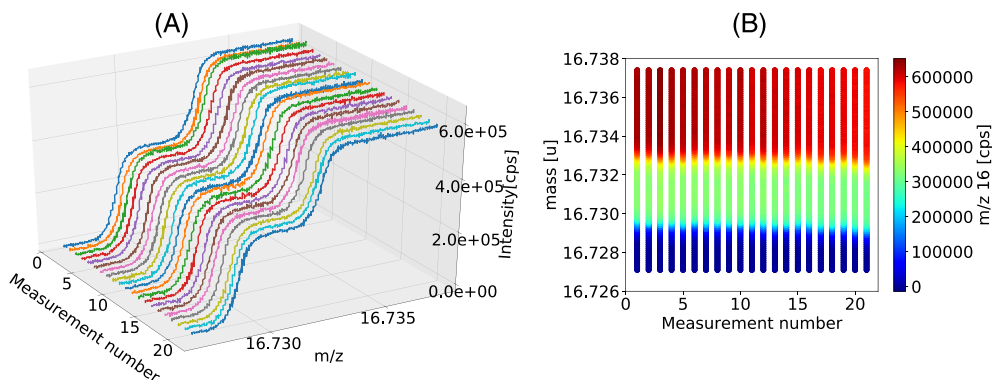 (A)
6.0e+05
4.0e+05
2.0e+05
0.0e+00
Intensity[cps]
0
5
10
15
20
Measurement number
16.730
16.735
m/z
(B)
16.738
16.736
16.734
16.732
16.730
16.728
16.726
mass [u]
0 5 10 15 20
Measurement number
600000
500000
400000
300000
200000
100000
0
m/z 16 [cps]